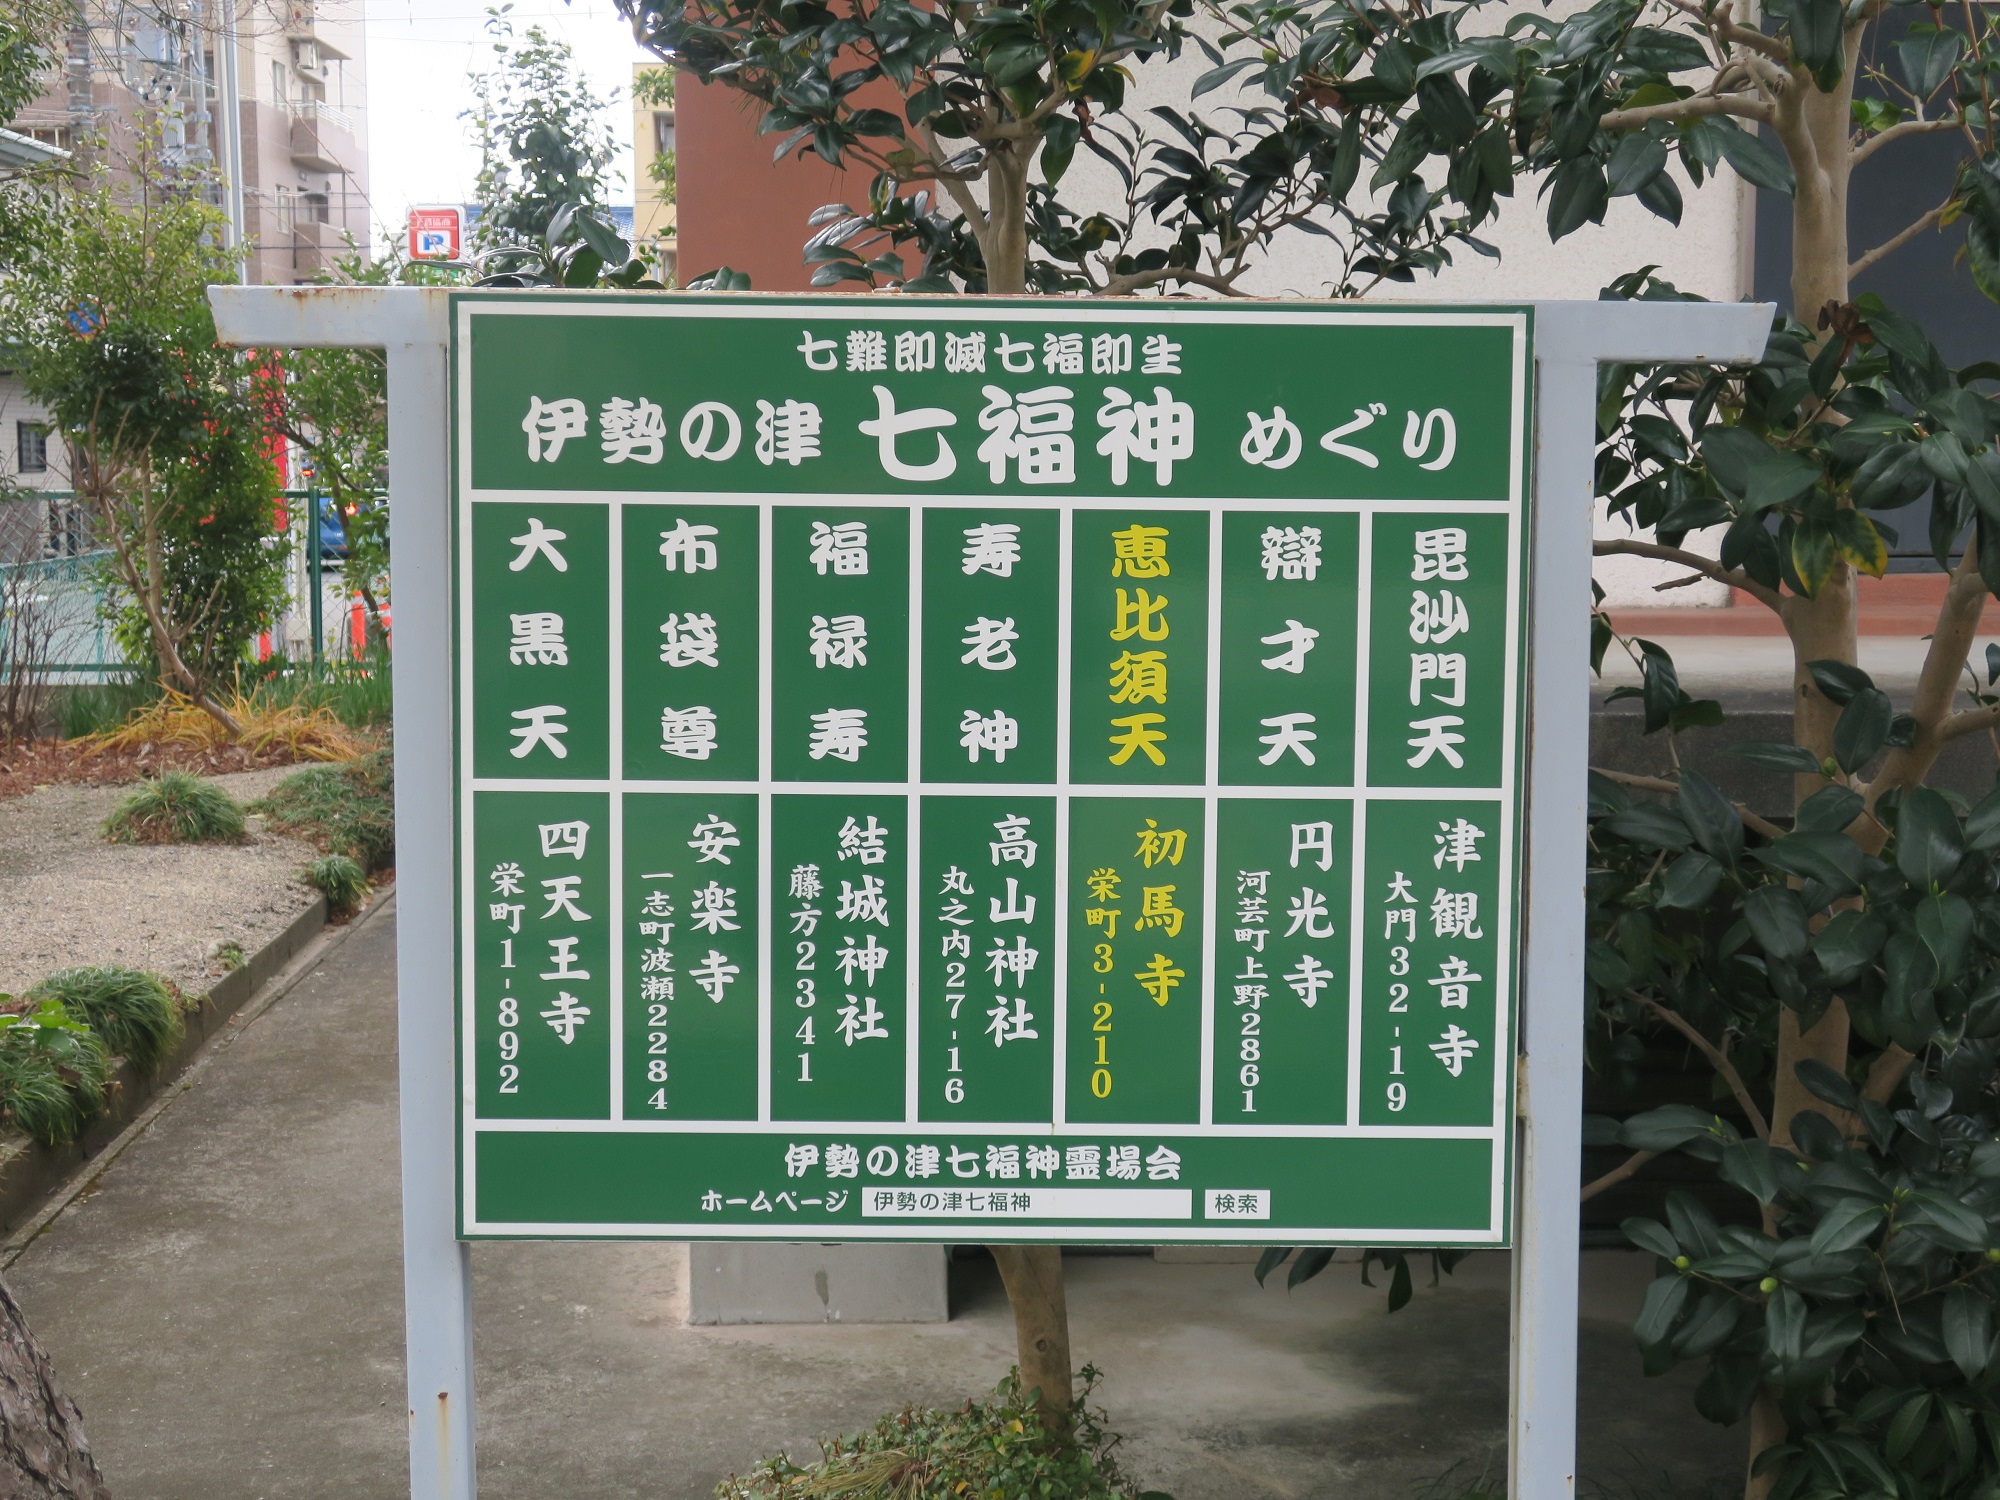 七難即滅七福即生
伊勢の津 七福神 めぐり
毘沙門天
辯才天
恵比須天
寿老神
福禄寿
布袋尊
大黒天
津観音寺
大門32-19
円光寺
河芸町上野2861
初馬寺
栄町3-210
高山神社
丸之内27-16
結城神社
藤方2341
安楽寺
一志町波瀬2284
四天王寺
栄町1-892
伊勢の津七福神霊場会
ホームページ 伊勢の津七福神 検索
P